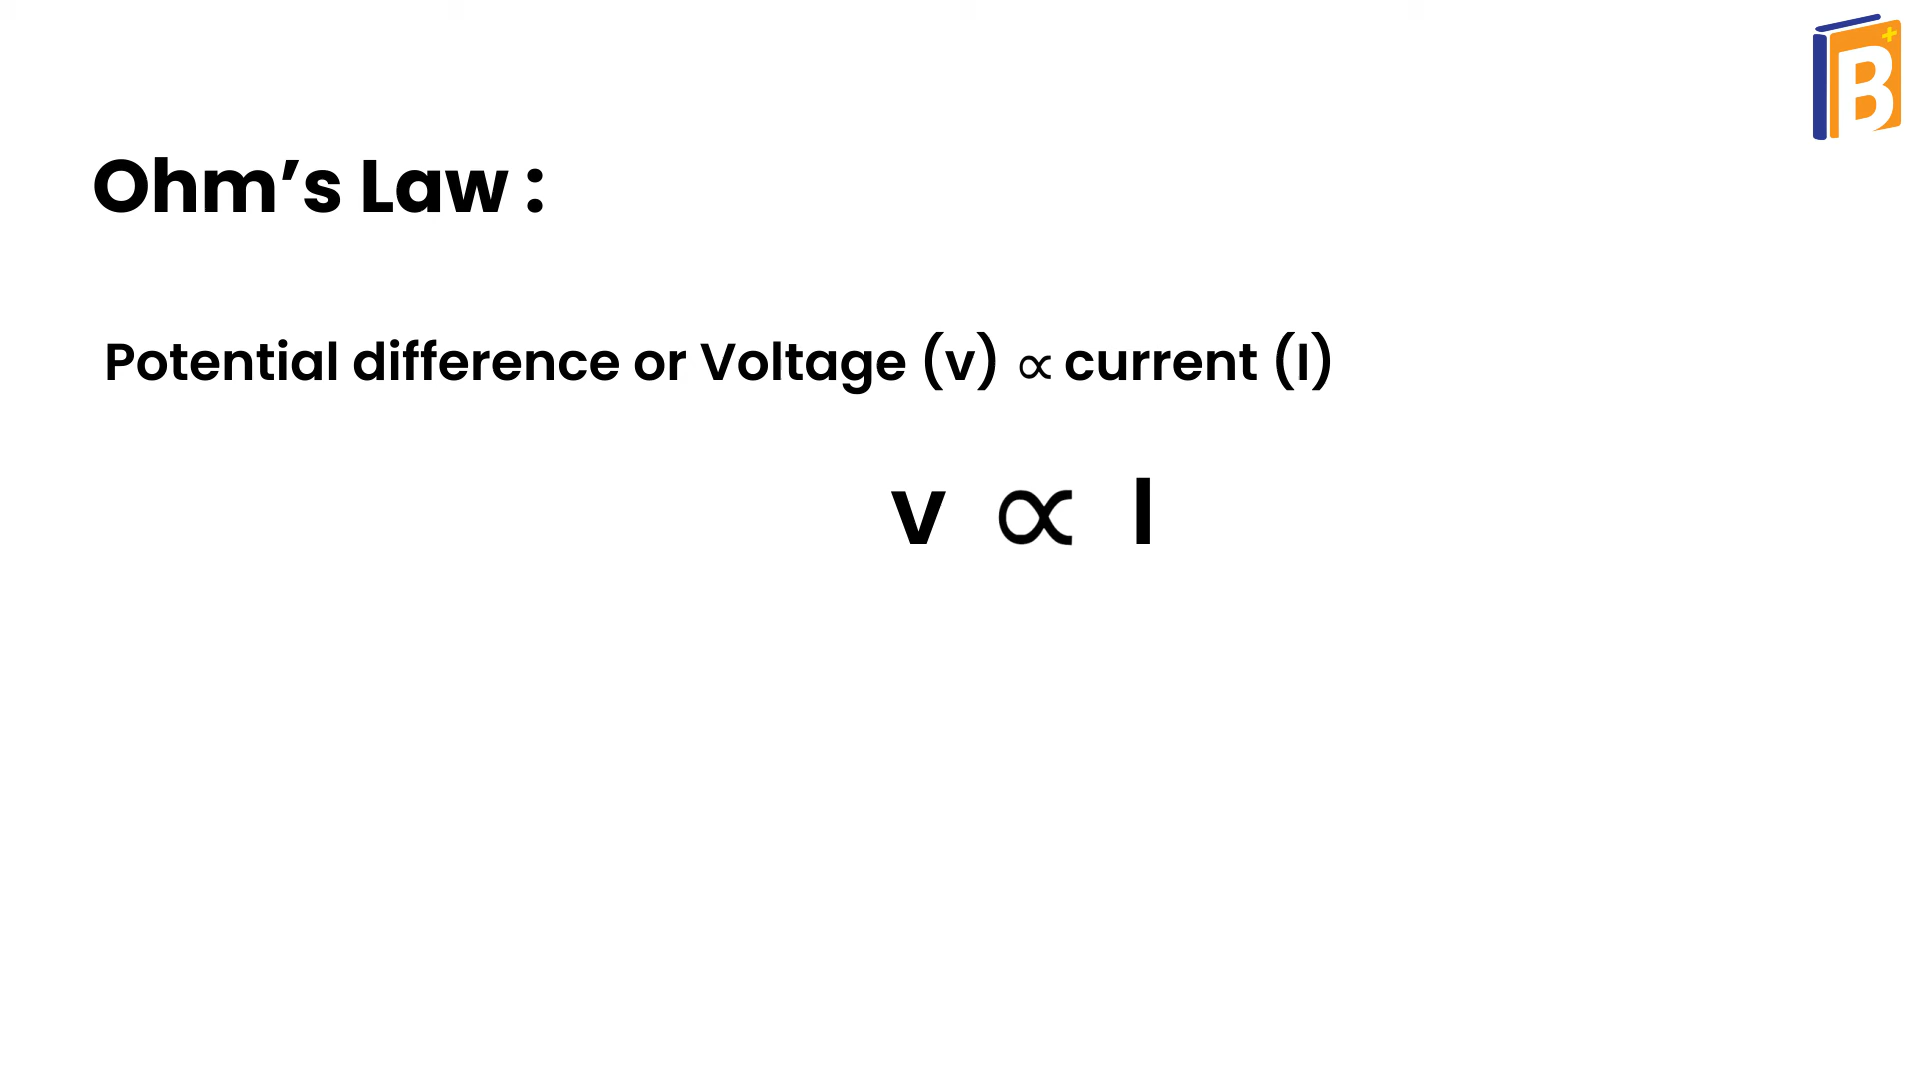 B+
Ohm’s Law :
Potential difference or Voltage (v) ∝ current (I)
v ∝ I